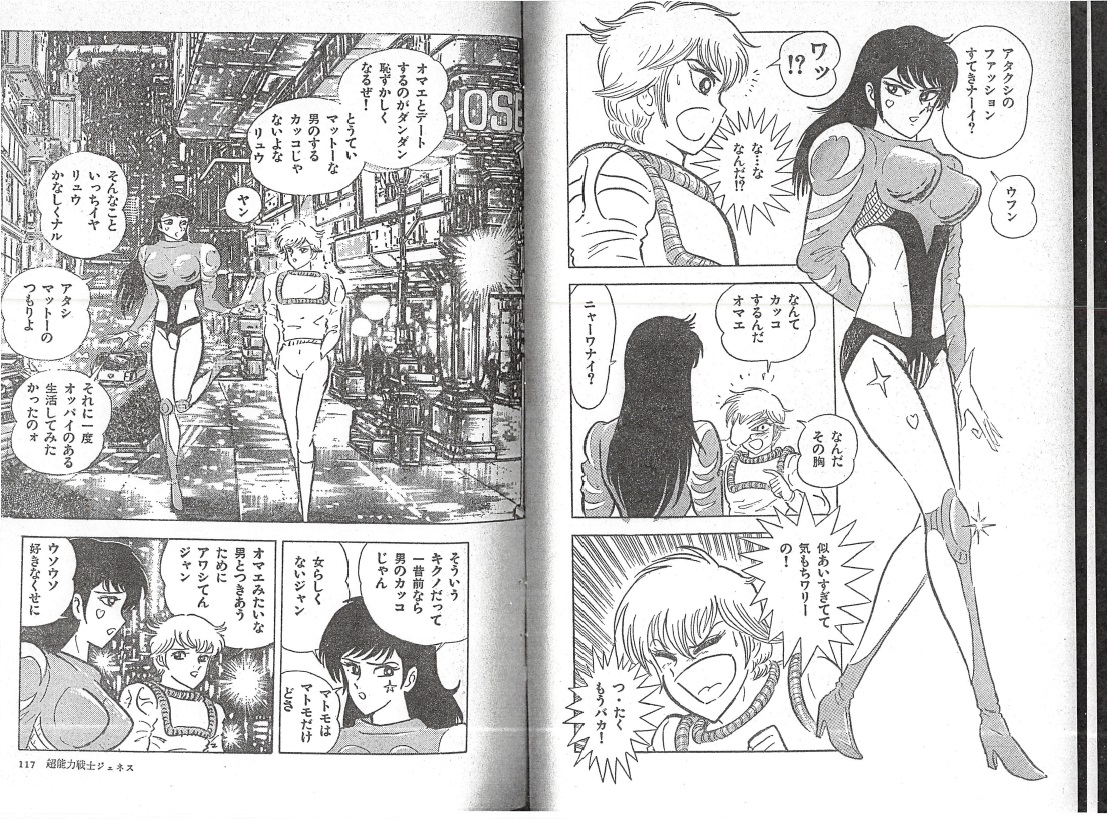 アタクシの
ファッション
すてきナーイ?
ワッ
!?
な…な
なんだ!?
ウフン
なんて
カッコ
するんだ
オマエ
ニャーワナイ?
なんだ
その胸
似あいすぎてて
気もちワリー
の!
つ・たく
もうバカ!
オマエとデート
するのがダンダン
恥ずかしく
なるぜ!
とうてい
マットーな
男のする
カッコじゃ
ないよな
リュウ
ヤン
そんなこと
いっちイヤ
リュウ
かなしくナル
アタシ
マットーの
つもりよ
それに一度
オッパイのある
生活してみた
かったのォ
HOSE
そういう
キクノだって
一昔前なら
男のカッコ
じゃん
女らしく
ないジャン
マトモは
マトモだけ
どさ
オマエみたいな
男とつきあう
ために
アワシてん
ジャン
ウソウソ
好きなくせに
117 超能力戦士ジェネス